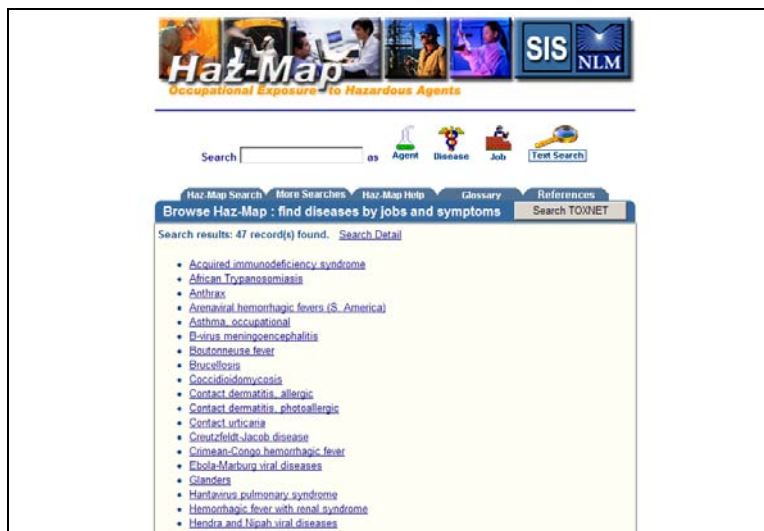 Haz-Map
Occupational Exposure to Hazardous Agents
SIS
NLM
Search as Agent Disease Job Text Search
Haz-Map Search More Searches Haz-Map Help Glossary References
Browse Haz-Map : find diseases by jobs and symptoms Search TOXNET
Search results: 47 record(s) found. Search Detail
Acquired immunodeficiency syndrome
African Trypanosomiasis
Anthrax
Arenaviral hemorrhagic fevers (S. America)
Asthma, occupational
B-virus meningoencephalitis
Boutonneuse fever
Brucellosis
Coccidioidomycosis
Contact dermatitis, allergic
Contact dermatitis, photoallergic
Contact urticaria
Creutzfeldt-Jacob disease
Crimean-Congo hemorrhagic fever
Ebola-Marburg viral diseases
Glanders
Hantavirus pulmonary syndrome
Hemorrhagic fever with renal syndrome
Hendra and Nipah viral diseases